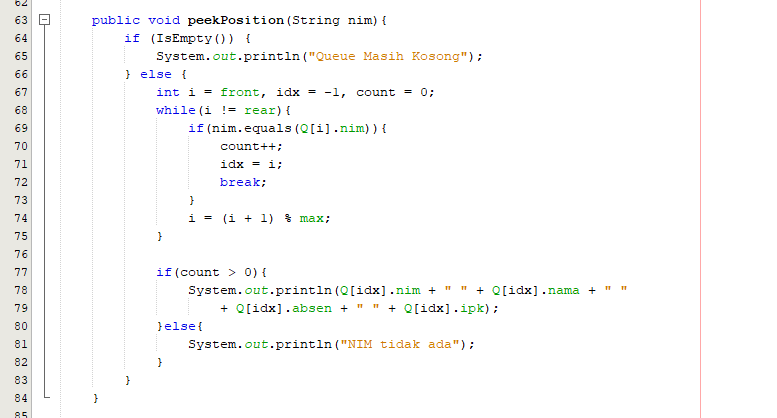 62
63 public void peekPosition(String nim){
64 if (IsEmpty()) {
65 System.out.println("Queue Masih Kosong");
66 } else {
67 int i = front, idx = -1, count = 0;
68 while(i != rear){
69 if(nim.equals(Q[i].nim)){
70 count++;
71 idx = i;
72 break;
73 }
74 i = (i + 1) % max;
75 }
76
77 if(count > 0){
78 System.out.println(Q[idx].nim + " " + Q[idx].nama + " "
79 + Q[idx].absen + " " + Q[idx].ipk);
80 }else{
81 System.out.println("NIM tidak ada");
82 }
83 }
84 }
85